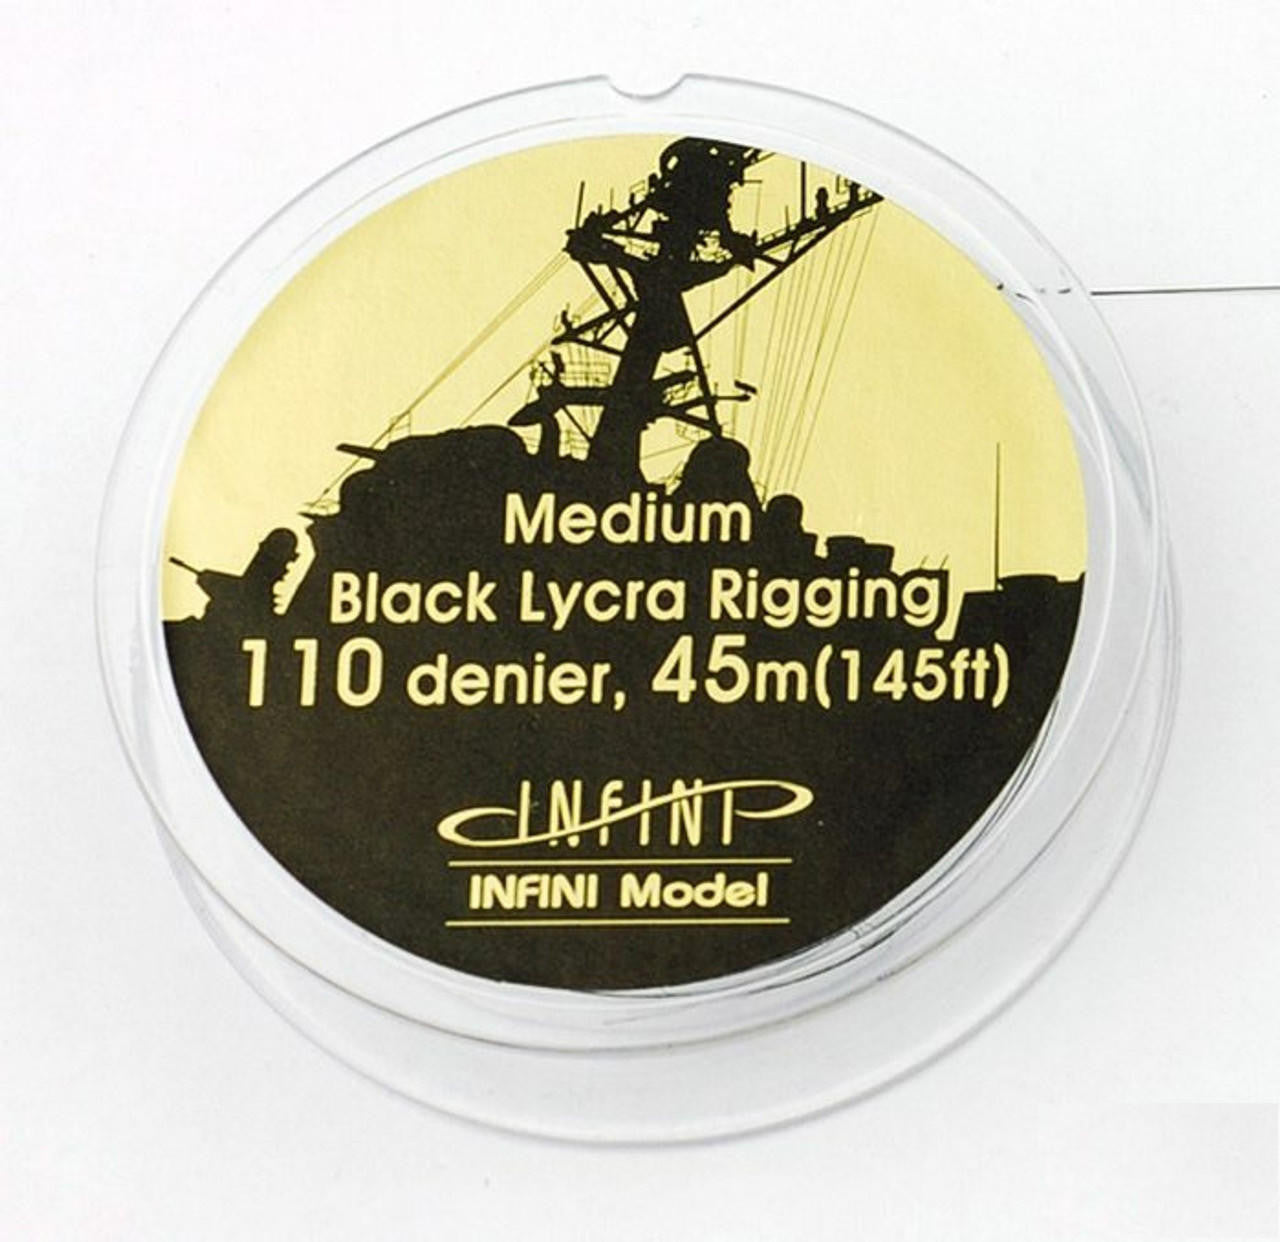 Medium
Black Lycra Rigging
110 denier, 45m(145ft)
INFINI
INFINI Model